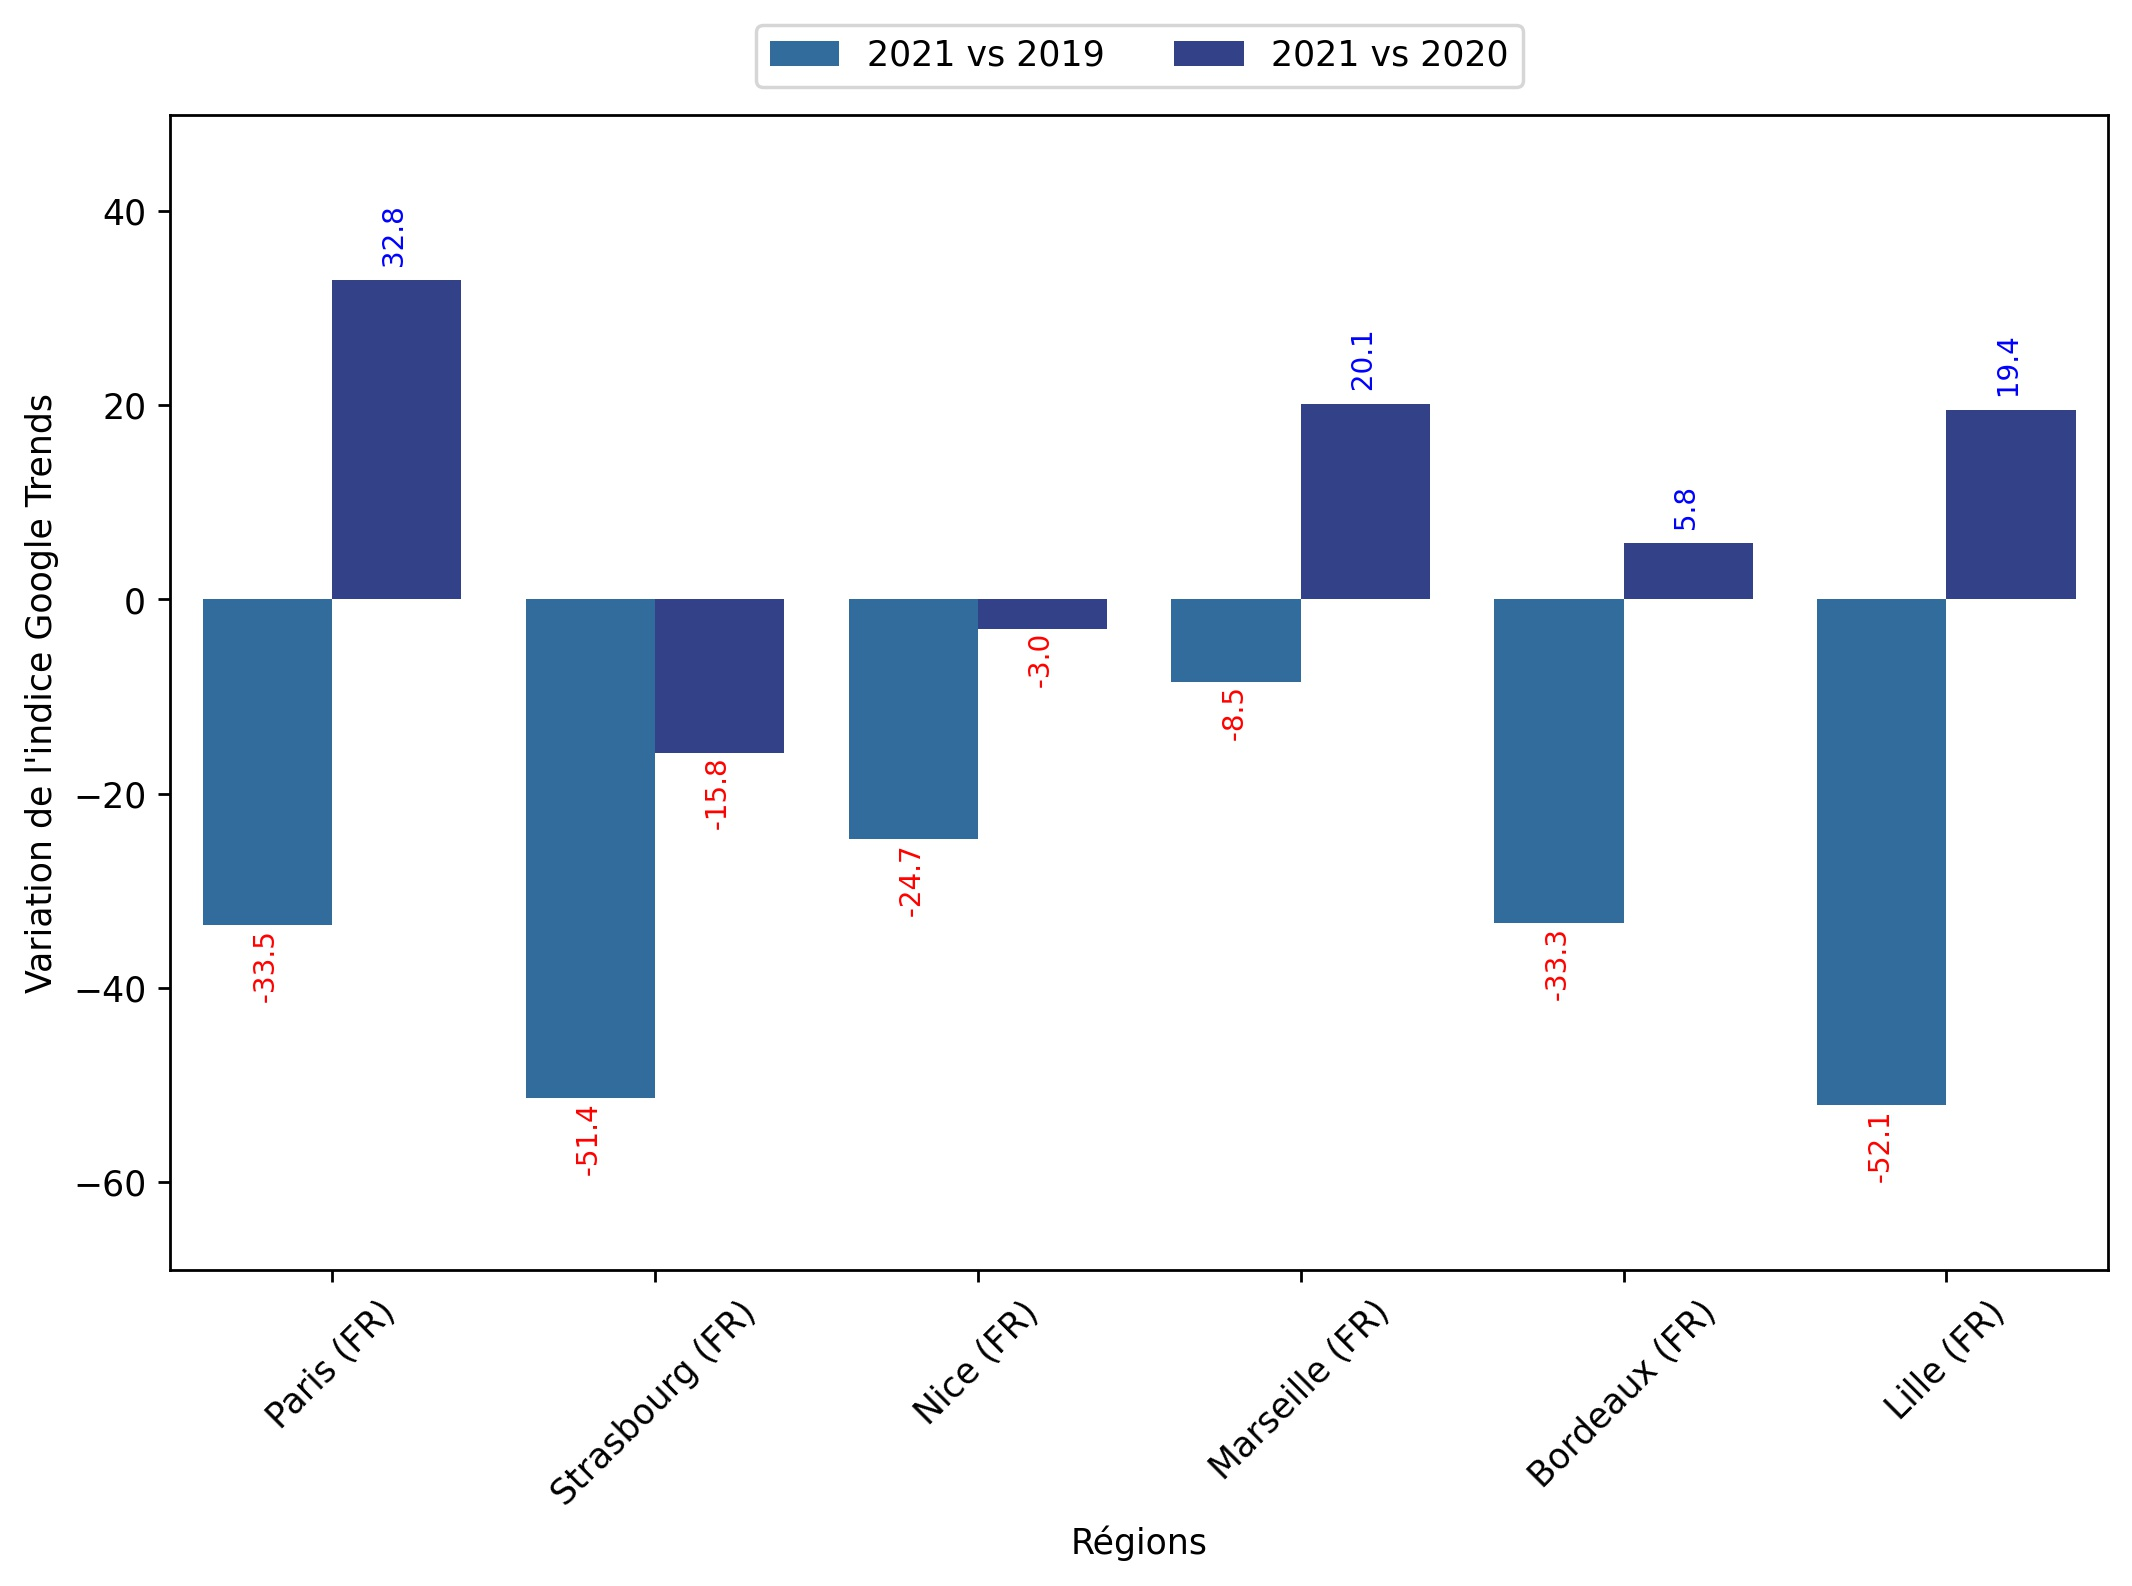 2021 vs 2019
2021 vs 2020
Variation de l'indice Google Trends
40
20
0
−20
−40
−60
32.8
-33.5
-51.4
-15.8
-24.7
-3.0
-8.5
20.1
-33.3
5.8
-52.1
19.4
Paris (FR)
Strasbourg (FR)
Nice (FR)
Marseille (FR)
Bordeaux (FR)
Lille (FR)
Régions